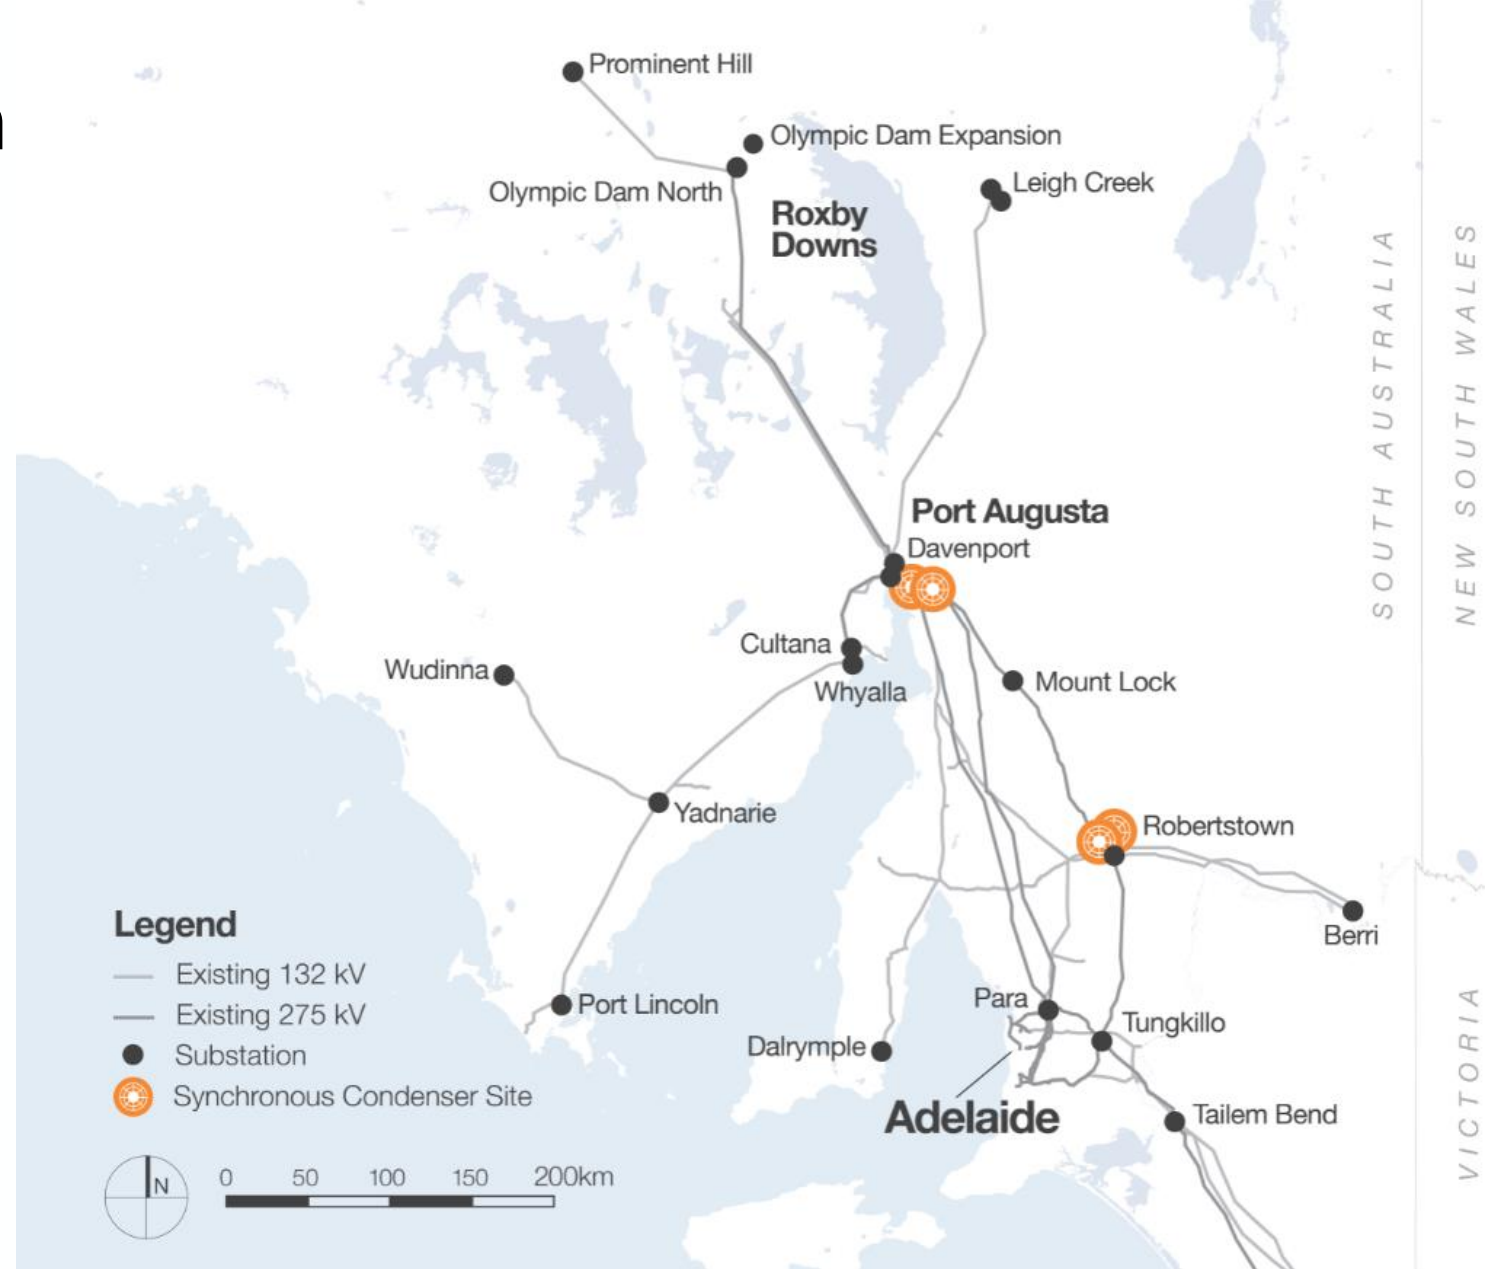 Prominent Hill
Olympic Dam Expansion
Olympic Dam North
Leigh Creek
Roxby
Downs
SOUTH AUSTRALIA
NEW SOUTH WALES
Port Augusta
Davenport
Cultana
Wudinna
Whyalla
Mount Lock
Yadnarie
Robertstown
Berri
Legend
Existing 132 kV
Existing 275 kV
Substation
Synchronous Condenser Site
Port Lincoln
Para
Tungkillo
Dalrymple
Adelaide
Tailem Bend
VICTORIA
N
0 50 100 150 200km